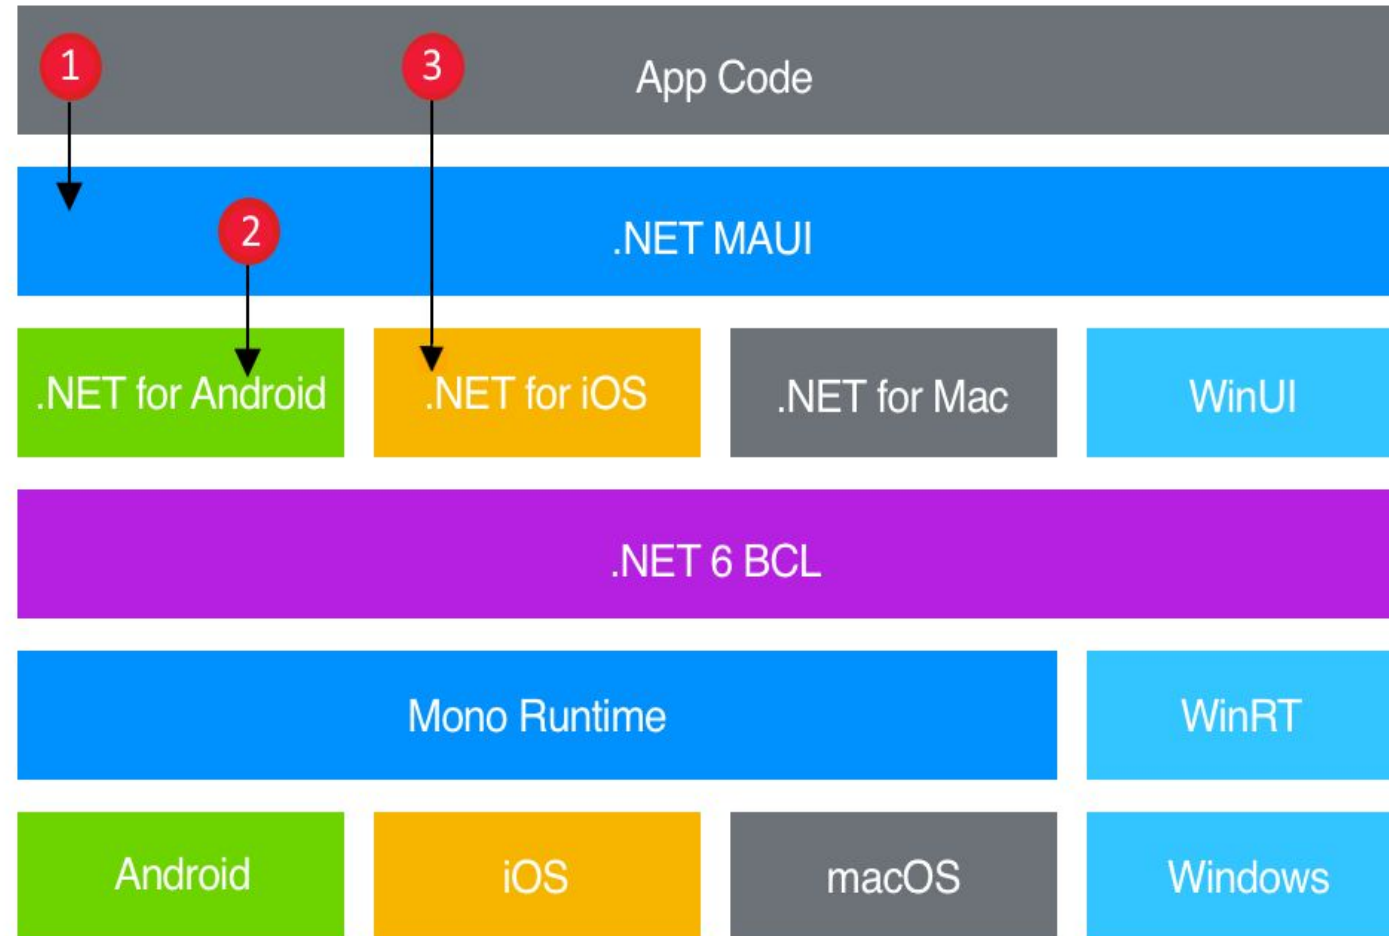 1
3
App Code
2
.NET MAUI
.NET for Android
.NET for iOS
.NET for Mac
WinUI
.NET 6 BCL
Mono Runtime
WinRT
Android
iOS
macOS
Windows